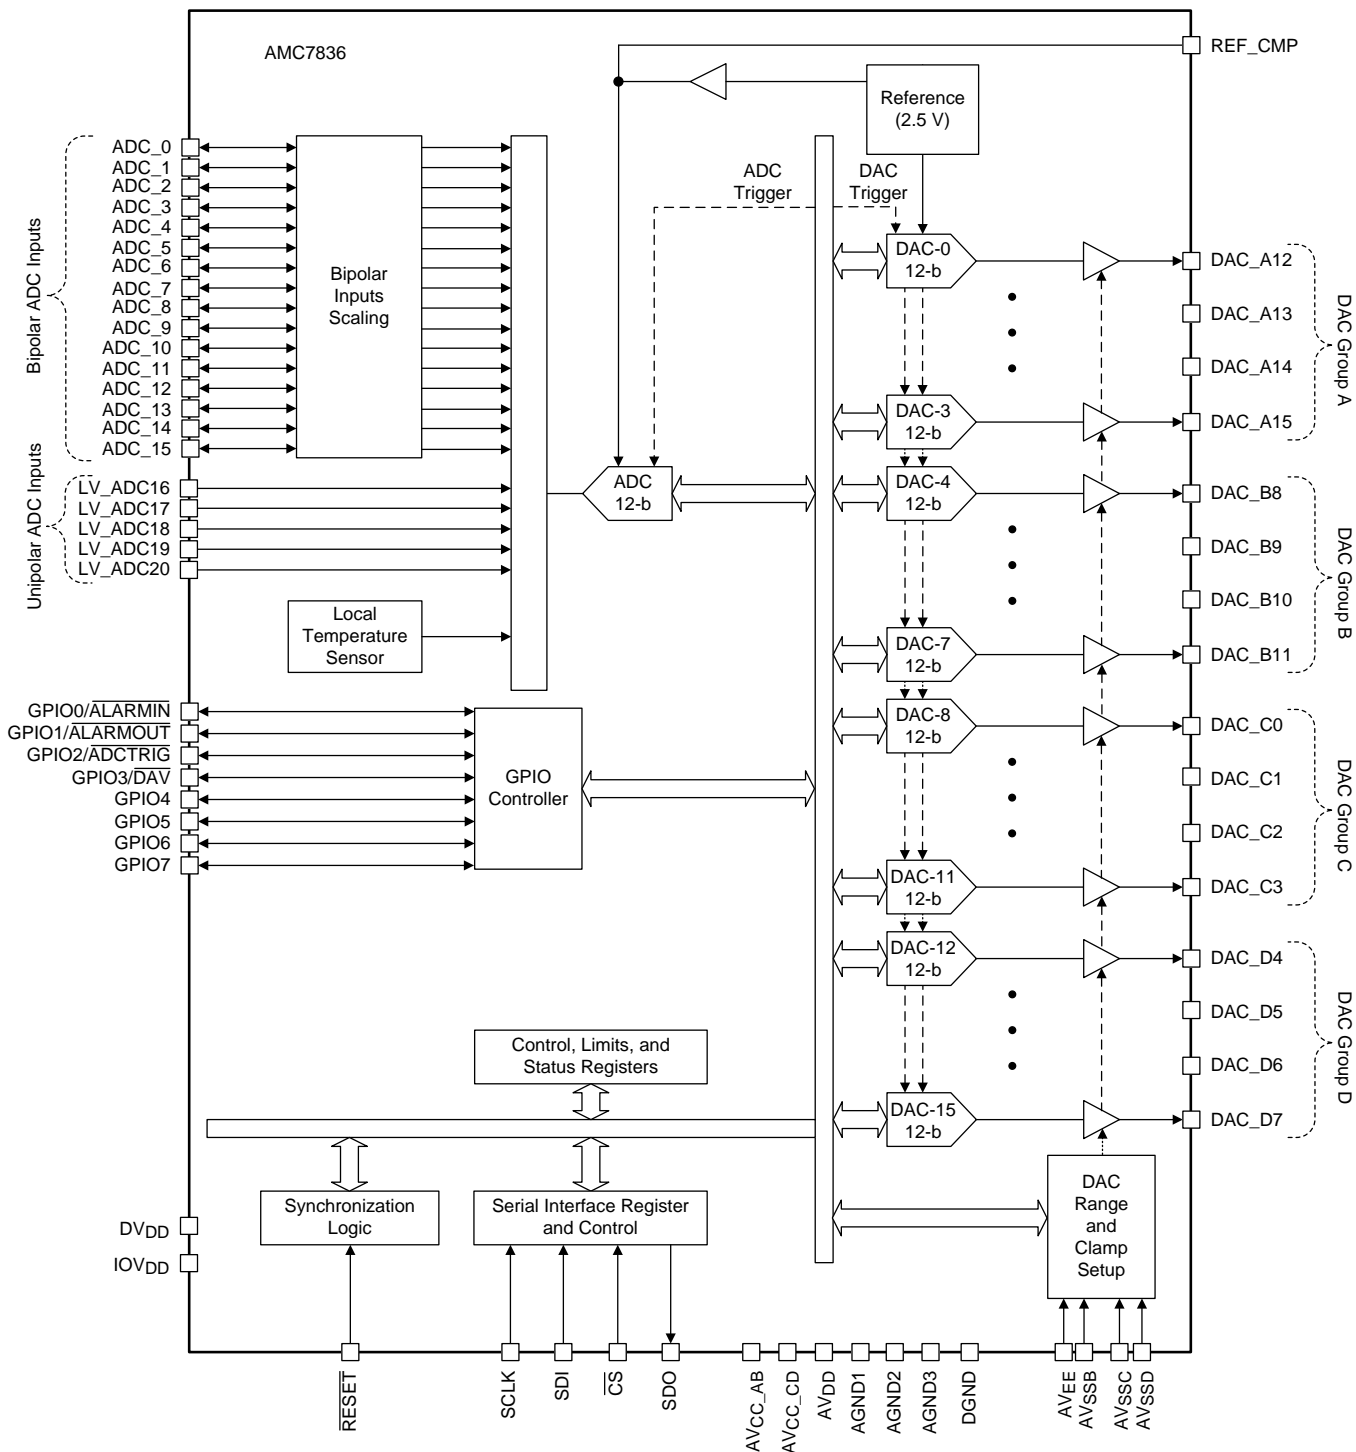 AMC7836
REF_CMP
Reference
(2.5 V)
ADC
Trigger
DAC
Trigger
Bipolar ADC Inputs
ADC_0
ADC_1
ADC_2
ADC_3
ADC_4
ADC_5
ADC_6
ADC_7
ADC_8
ADC_9
ADC_10
ADC_11
ADC_12
ADC_13
ADC_14
ADC_15
Bipolar
Inputs
Scaling
Unipolar ADC Inputs
LV_ADC16
LV_ADC17
LV_ADC18
LV_ADC19
LV_ADC20
ADC
12-b
Local
Temperature
Sensor
GPIO0/ALARMIN
GPIO1/ALARMOUT
GPIO2/ADCTRIG
GPIO3/DAV
GPIO4
GPIO5
GPIO6
GPIO7
GPIO
Controller
DAC-0
12-b
DAC-3
12-b
DAC-4
12-b
DAC-7
12-b
DAC-8
12-b
DAC-11
12-b
DAC-12
12-b
DAC-15
12-b
DAC_A12
DAC_A13
DAC_A14
DAC_A15
DAC Group A
DAC_B8
DAC_B9
DAC_B10
DAC_B11
DAC Group B
DAC_C0
DAC_C1
DAC_C2
DAC_C3
DAC Group C
DAC_D4
DAC_D5
DAC_D6
DAC_D7
DAC Group D
Control, Limits, and
Status Registers
Synchronization
Logic
Serial Interface Register
and Control
DAC
Range
and
Clamp
Setup
DVDD
IOVDD
RESET
SCLK
SDI
CS
SDO
AVCC_AB
AVCC_CD
AVDD
AGND1
AGND2
AGND3
DGND
AVEE
AVSSB
AVSSC
AVSSD